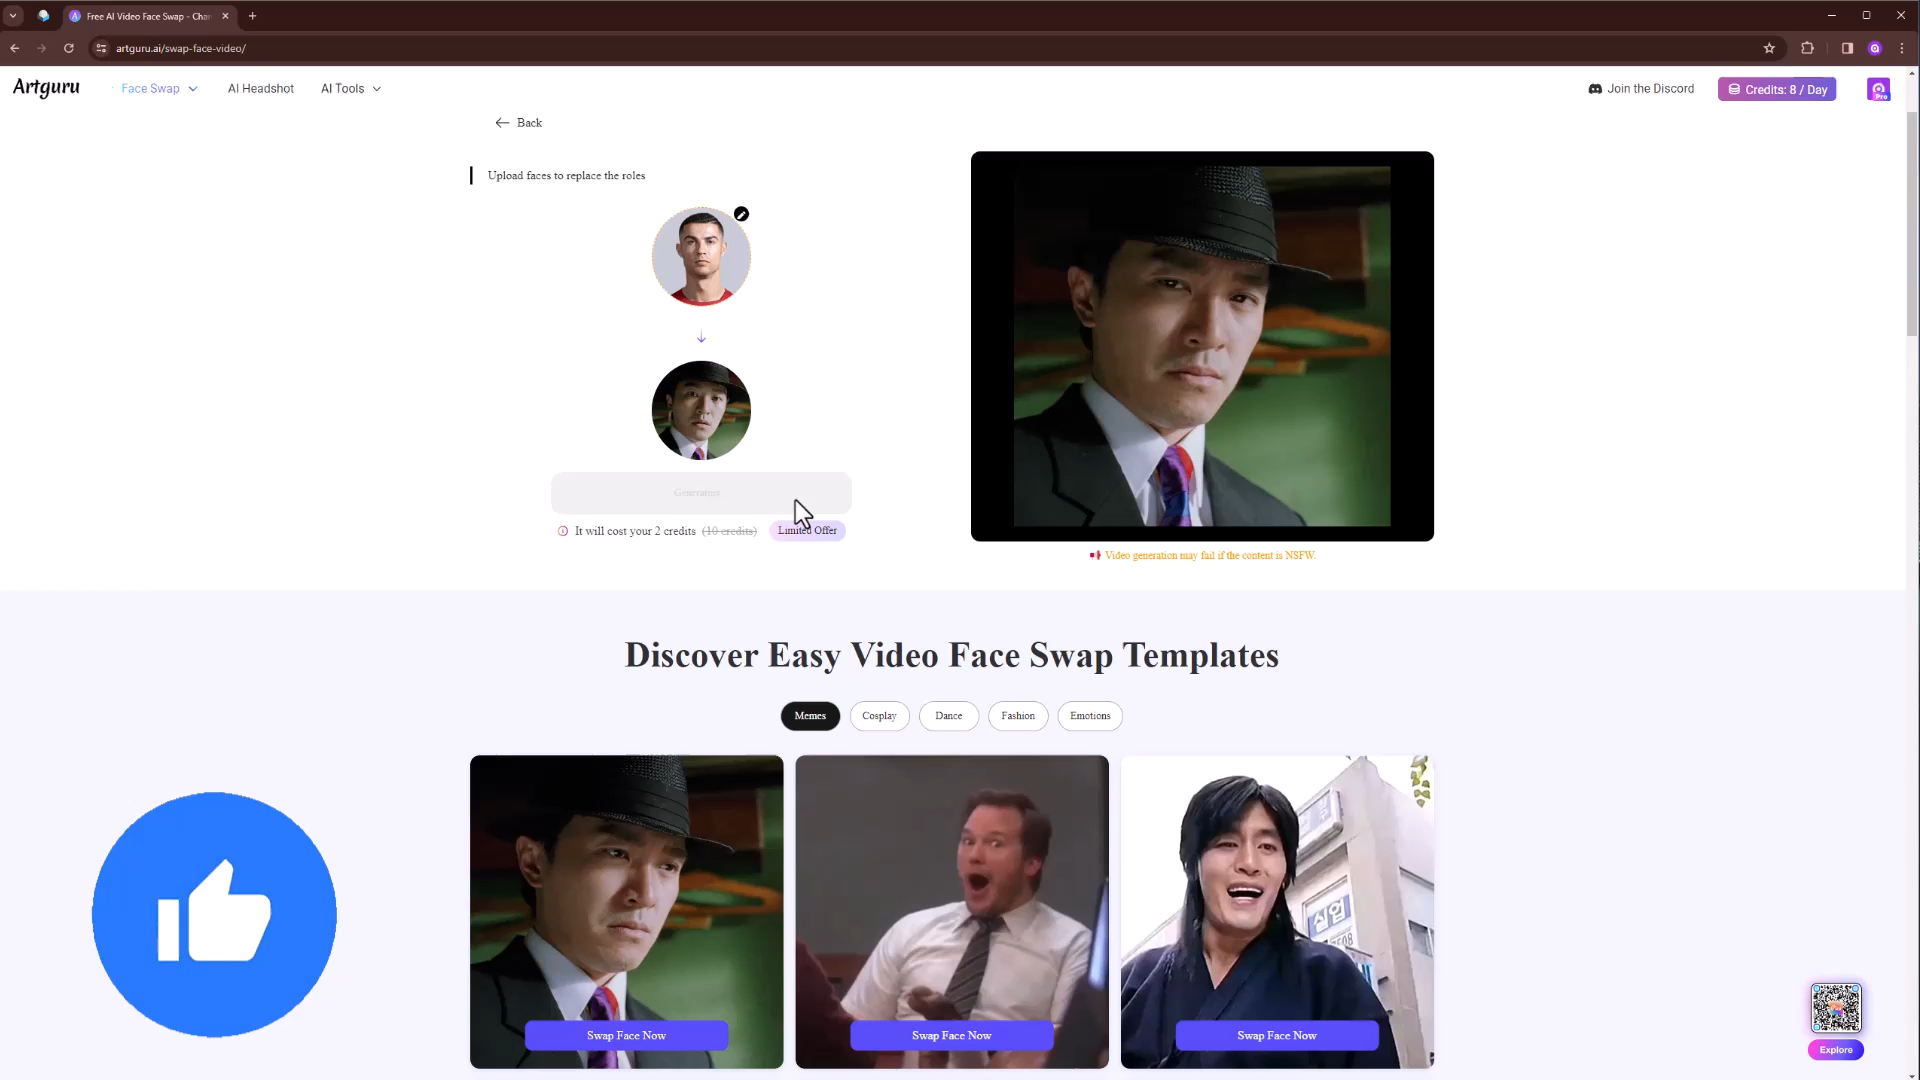 Free AI Video Face Swap - Chan
artguru.ai/swap-face-video/
Artguru
Face Swap
AI Headshot
AI Tools
Join the Discord
Credits: 8 / Day
Pro
Back
Upload faces to replace the roles
It will cost your 2 credits (10 credits) Limited Offer
Video generation may fail if the content is NSFW.
Discover Easy Video Face Swap Templates
Memes
Cosplay
Dance
Fashion
Emotions
Swap Face Now
Swap Face Now
Swap Face Now
Explore